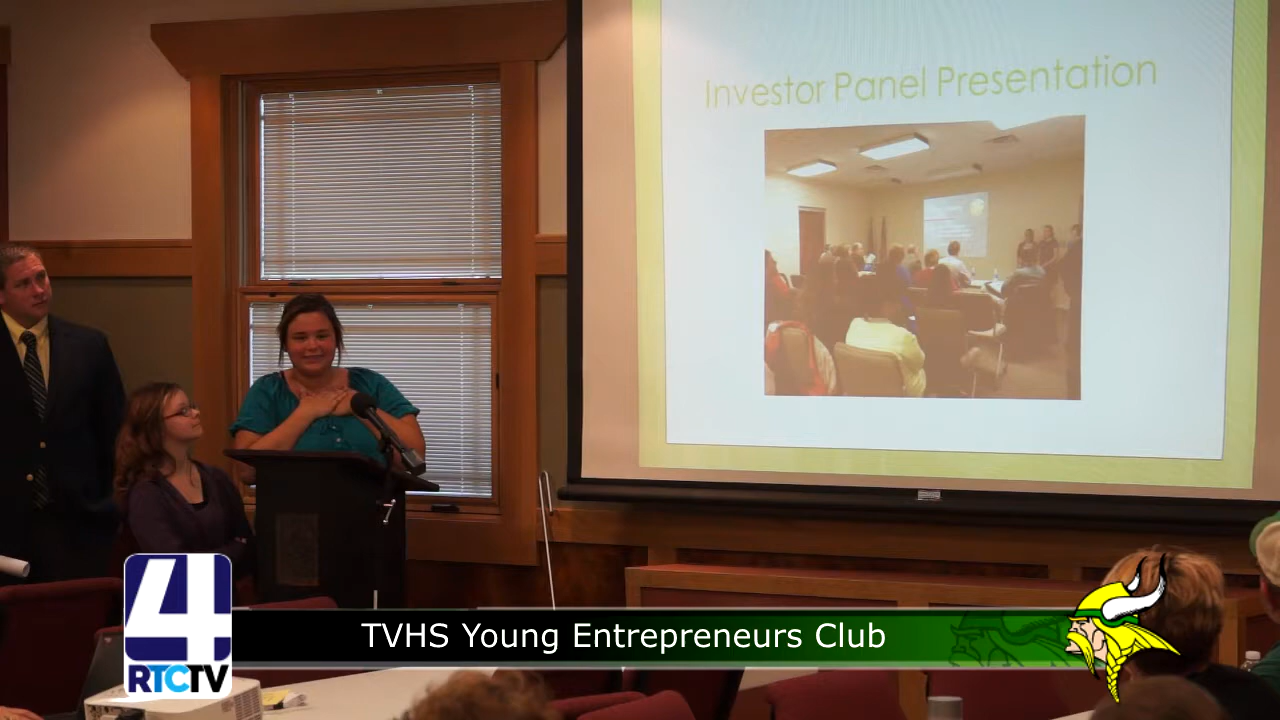 Investor Panel Presentation
TVHS Young Entrepreneurs Club
4
RTCTV